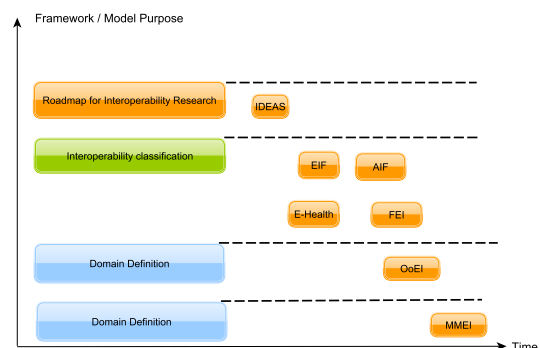 Framework / Model Purpose
Roadmap for Interoperability Research
IDEAS
Interoperability classification
EIF
AIF
E-Health
FEI
Domain Definition
OoEI
Domain Definition
MMEI
Time